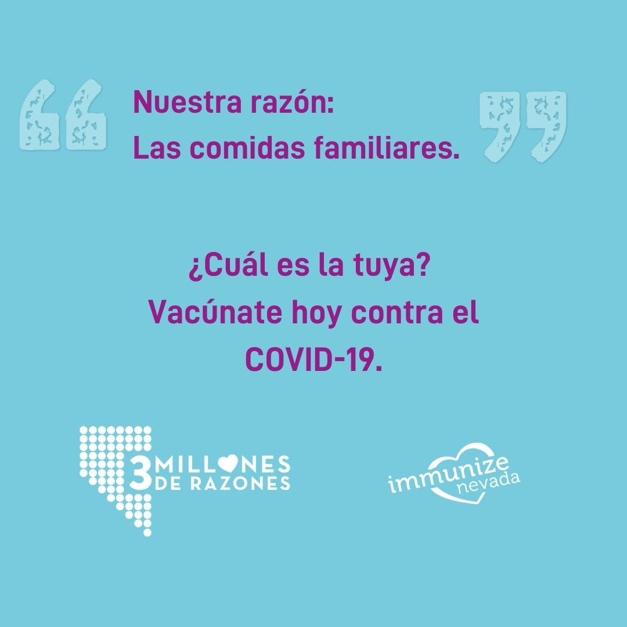 Nuestra razón:
Las comidas familiares.
¿Cuál es la tuya?
Vacúnate hoy contra el
COVID-19.
3 MILLONES
DE RAZONES
immunize
nevada